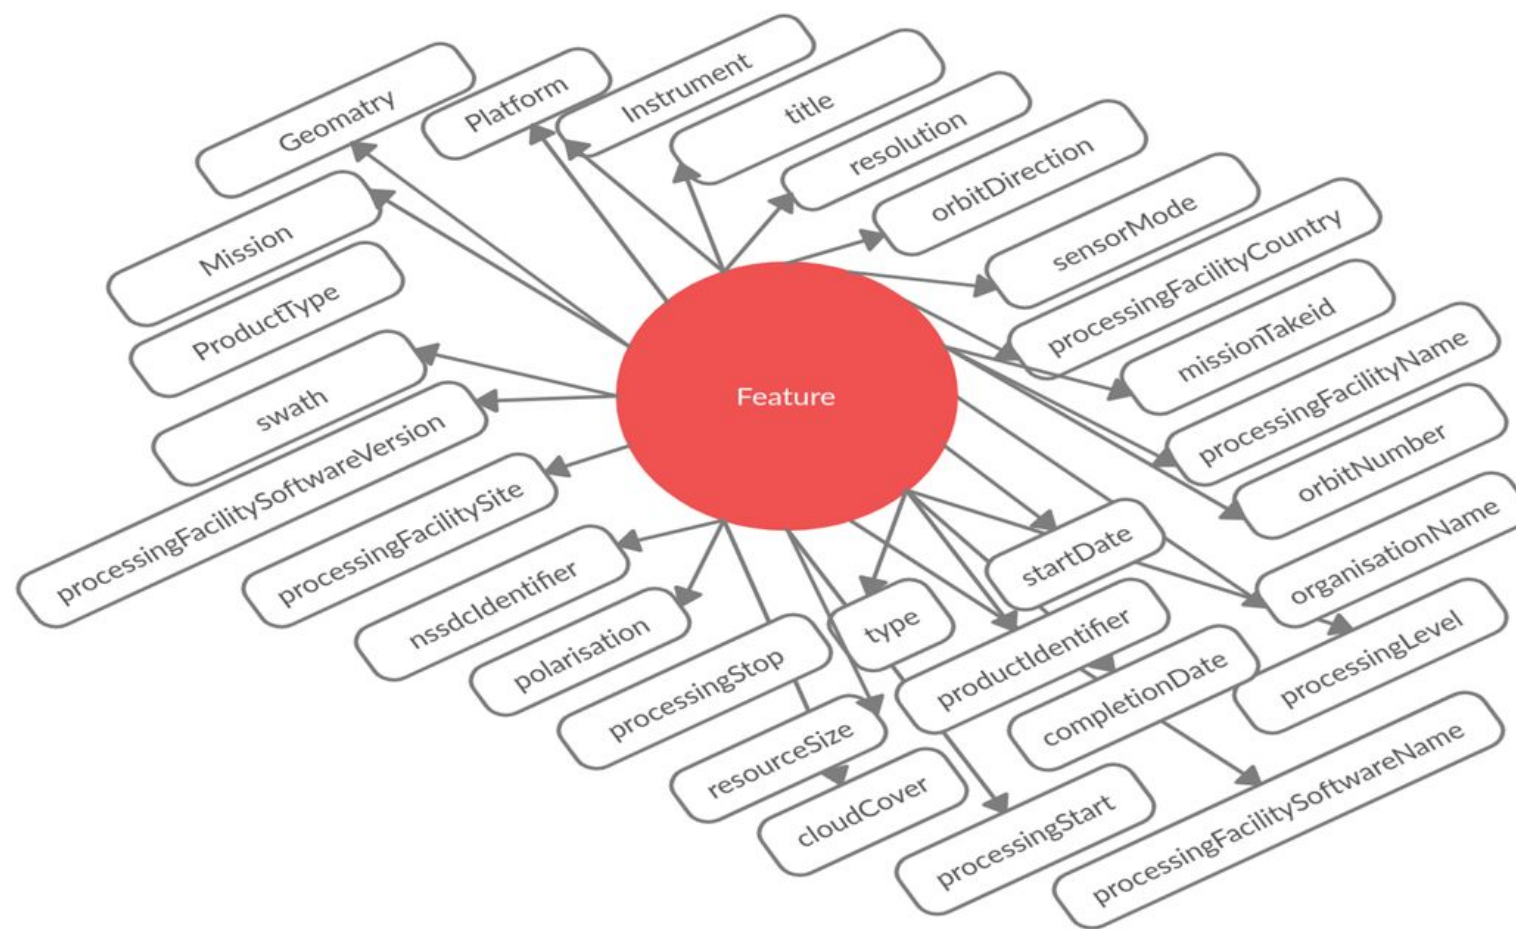 Geomatry
Platform
Instrument
title
resolution
orbitDirection
sensorMode
processingFacilityCountry
missionTakeid
processingFacilityName
orbitNumber
organisationName
processingLevel
processingFacilitySoftwareName
Mission
ProductType
swath
processingFacilitySoftwareVersion
processingFacilitySite
nssdcIdentifier
polarisation
processingStop
resourceSize
cloudCover
Feature
type
startDate
productIdentifier
completionDate
processingStart